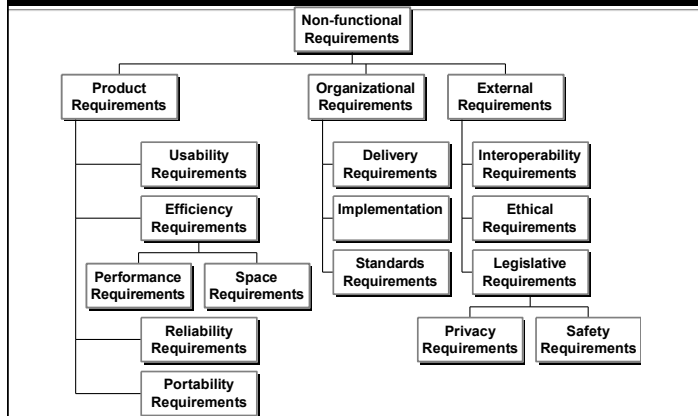 Non-functional
Requirements
Product
Requirements
Organizational
Requirements
External
Requirements
Usability
Requirements
Delivery
Requirements
Interoperability
Requirements
Efficiency
Requirements
Implementation
Ethical
Requirements
Performance
Requirements
Space
Requirements
Standards
Requirements
Legislative
Requirements
Reliability
Requirements
Privacy
Requirements
Safety
Requirements
Portability
Requirements